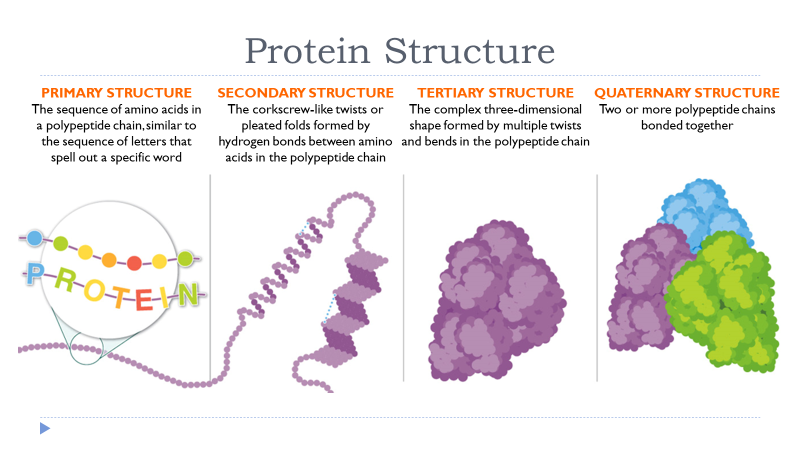 Protein Structure
PRIMARY STRUCTURE
The sequence of amino acids in
a polypeptide chain, similar to
the sequence of letters that
spell out a specific word
SECONDARY STRUCTURE
The corkscrew-like twists or
pleated folds formed by
hydrogen bonds between amino
acids in the polypeptide chain
TERTIARY STRUCTURE
The complex three-dimensional
shape formed by multiple twists
and bends in the polypeptide chain
QUATERNARY STRUCTURE
Two or more polypeptide chains
bonded together
PROTEIN